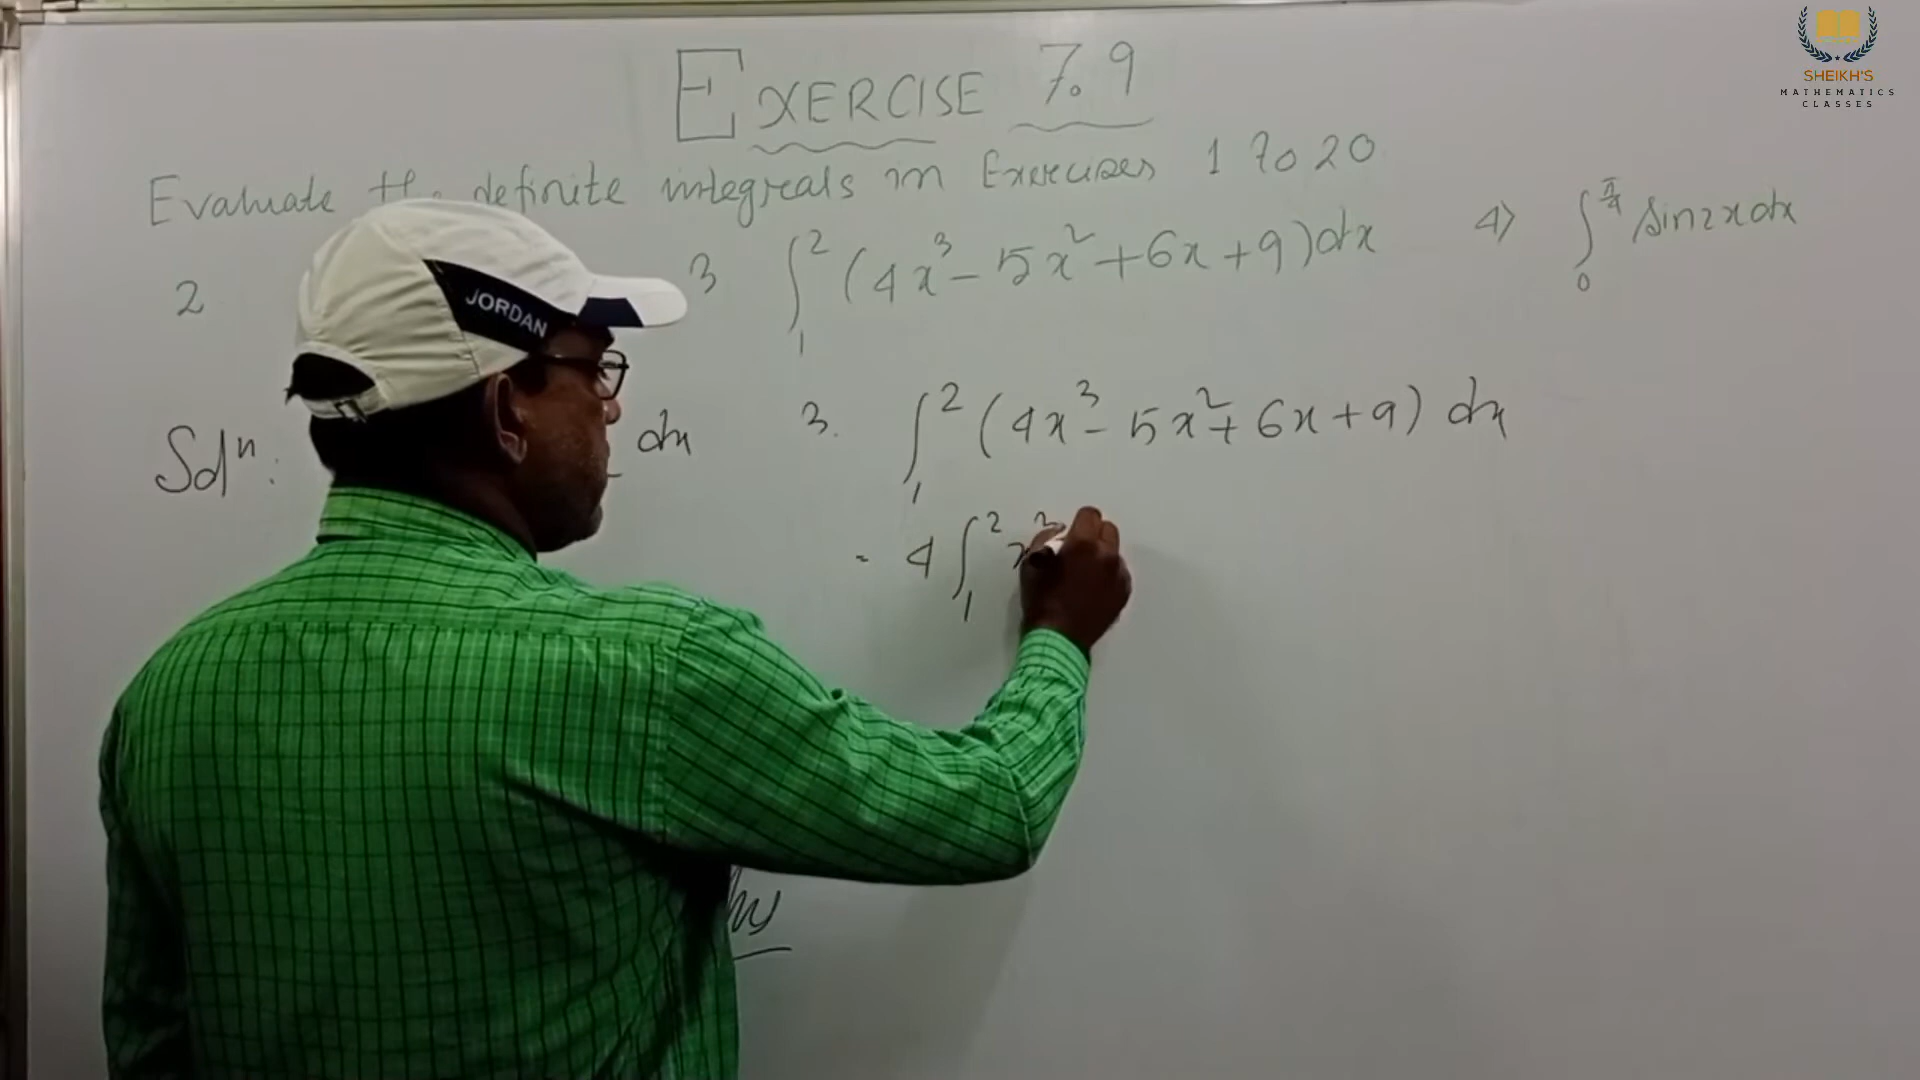 SHEIKH'S
MATHEMATICS
CLASSES
EXERCISE 7.9
Evaluate the definite integrals in Exercises 1 To 20
2
3 ∫₁² (4x³ - 5x² + 6x + 9) dx
4) ∫₀^{π/4} sin2x dx
JORDAN
Solⁿ: dx
3. ∫₁² (4x³ - 5x² + 6x + 9) dx
= 4 ∫₁² x